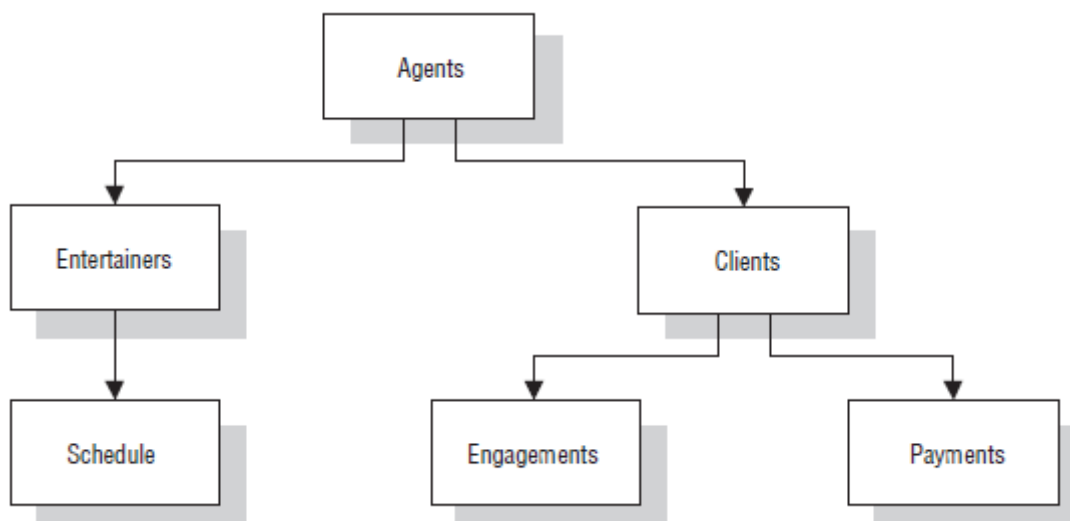 Agents
Entertainers
Clients
Schedule
Engagements
Payments